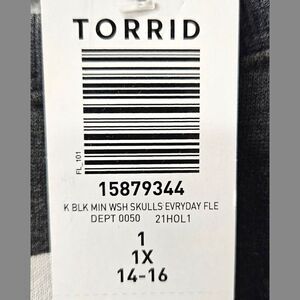 TORRID
FL_101
15879344
K BLK MIN WSH SKULLS EVRYDAY FLE
DEPT 0050 21HOL1
1
1X
14-16